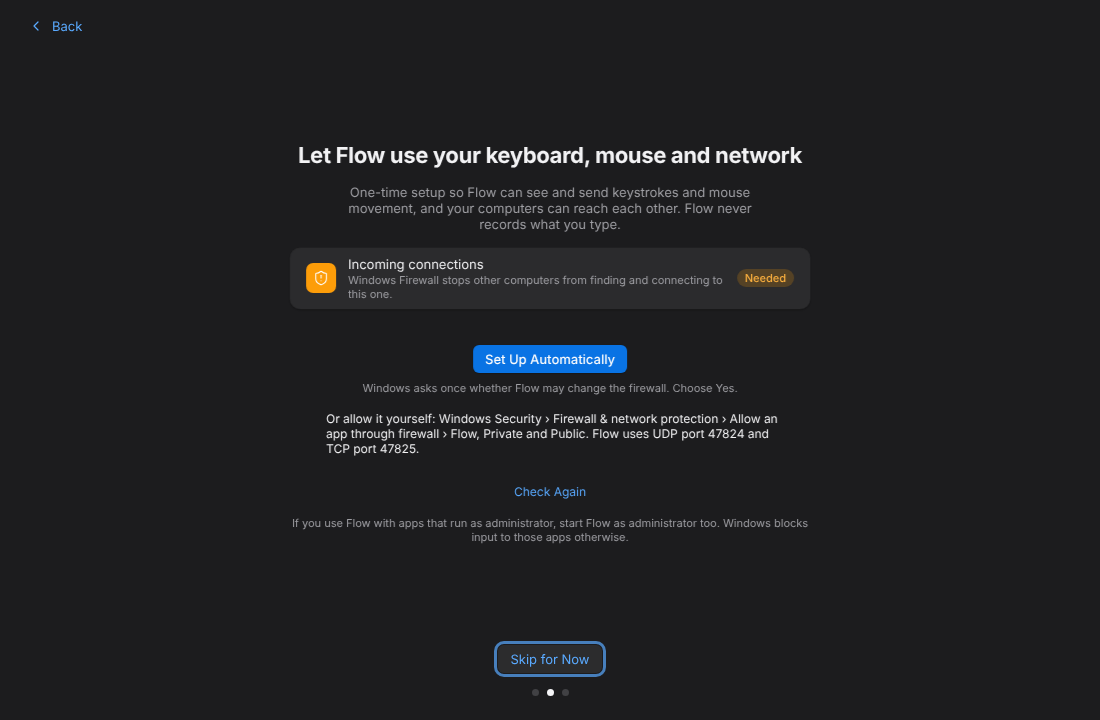 Back
Let Flow use your keyboard, mouse and network
One-time setup so Flow can see and send keystrokes and mouse
movement, and your computers can reach each other. Flow never
records what you type.
Incoming connections
Windows Firewall stops other computers from finding and connecting to
this one.
Needed
Set Up Automatically
Windows asks once whether Flow may change the firewall. Choose Yes.
Or allow it yourself: Windows Security › Firewall & network protection › Allow an
app through firewall › Flow, Private and Public. Flow uses UDP port 47824 and
TCP port 47825.
Check Again
If you use Flow with apps that run as administrator, start Flow as administrator too. Windows blocks
input to those apps otherwise.
Skip for Now